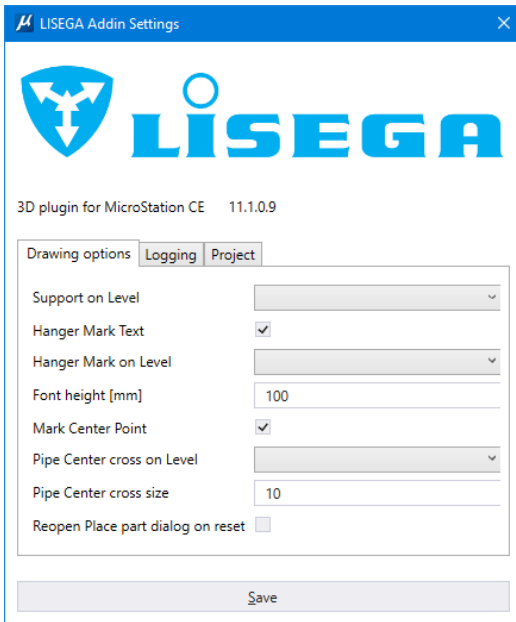 µ LISEGA Addin Settings
LISEGA
3D plugin for MicroStation CE 11.1.0.9
Drawing options Logging Project
Support on Level
Hanger Mark Text
Hanger Mark on Level
Font height [mm] 100
Mark Center Point
Pipe Center cross on Level
Pipe Center cross size 10
Reopen Place part dialog on reset
Save